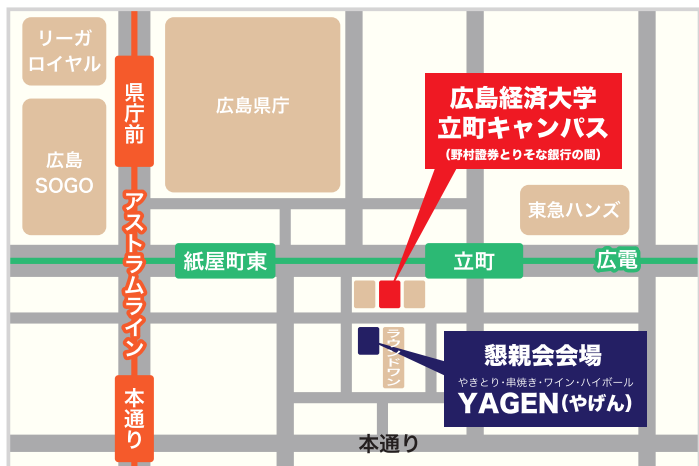 リーガ
ロイヤル
県庁前
広島県庁
広島経済大学
立町キャンパス
(野村證券とりそな銀行の間)
広島
SOGO
アストラムライン
東急ハンズ
紙屋町東
立町
広電
ラウンドワン
懇親会会場
やきとり・串焼き・ワイン・ハイボール
YAGEN(やげん)
本通り
本通り